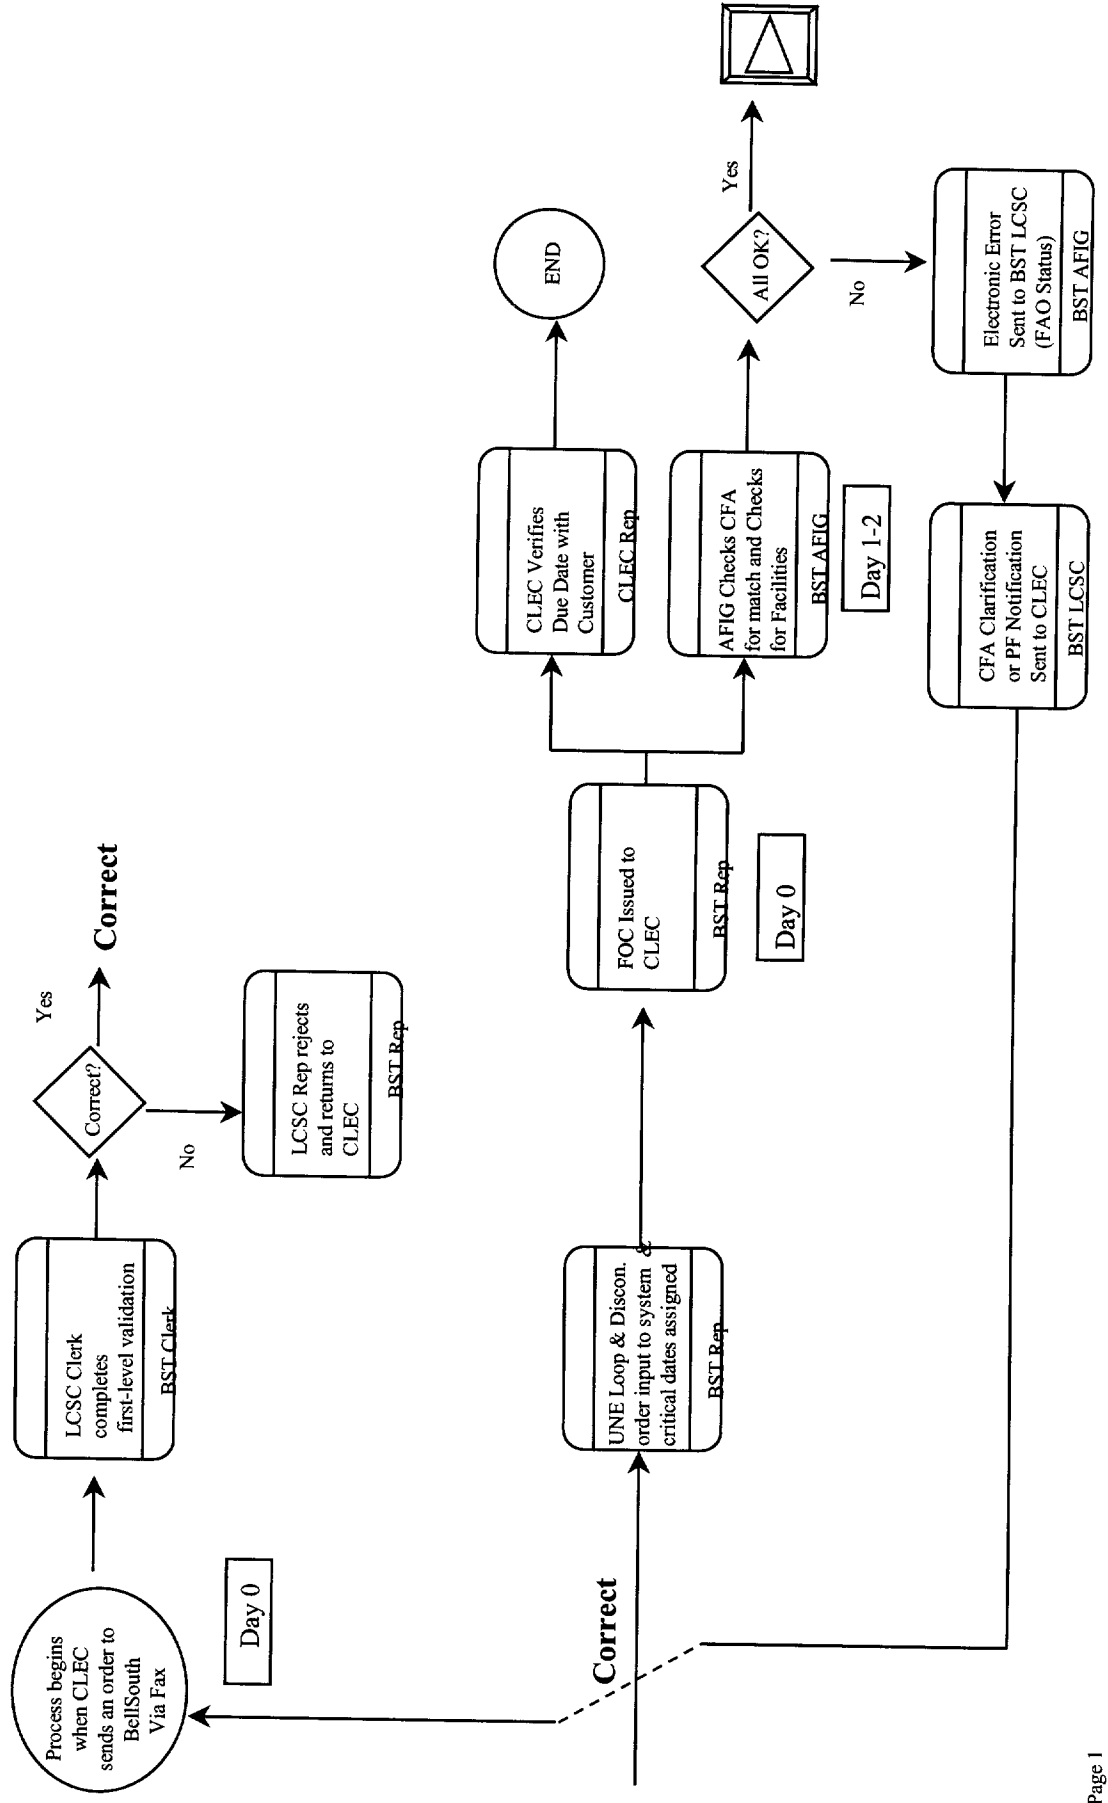 Process begins
when CLEC
sends an order to
BellSouth
Via Fax
Day 0
LCSC Clerk
completes
first-level validation
BST Clerk
Correct?
Yes
Correct
No
LCSC Rep rejects
and returns to
CLEC
BST Rep
Correct
UNE Loop & Discon.
order input to system &
critical dates assigned
BST Rep
FOC Issued to
CLEC
BST Rep
Day 0
CLEC Verifies
Due Date with
Customer
CLEC Rep
END
AFIG Checks CFA
for match and Checks
for Facilities
BST AFIG
Day 1-2
All OK?
Yes
No
Electronic Error
Sent to BST LCSC
(FAO Status)
BST AFIG
CFA Clarification
or PF Notification
Sent to CLEC
BST LCSC
Page 1